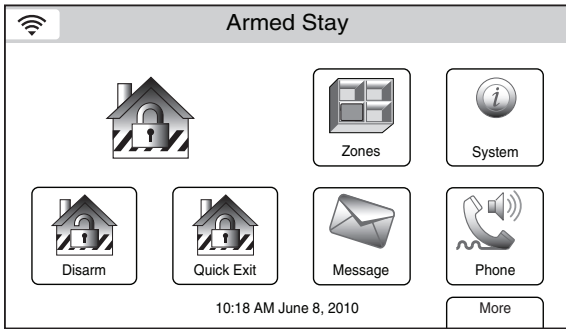 Armed Stay
Zones
System
Disarm
Quick Exit
Message
Phone
10:18 AM June 8, 2010
More